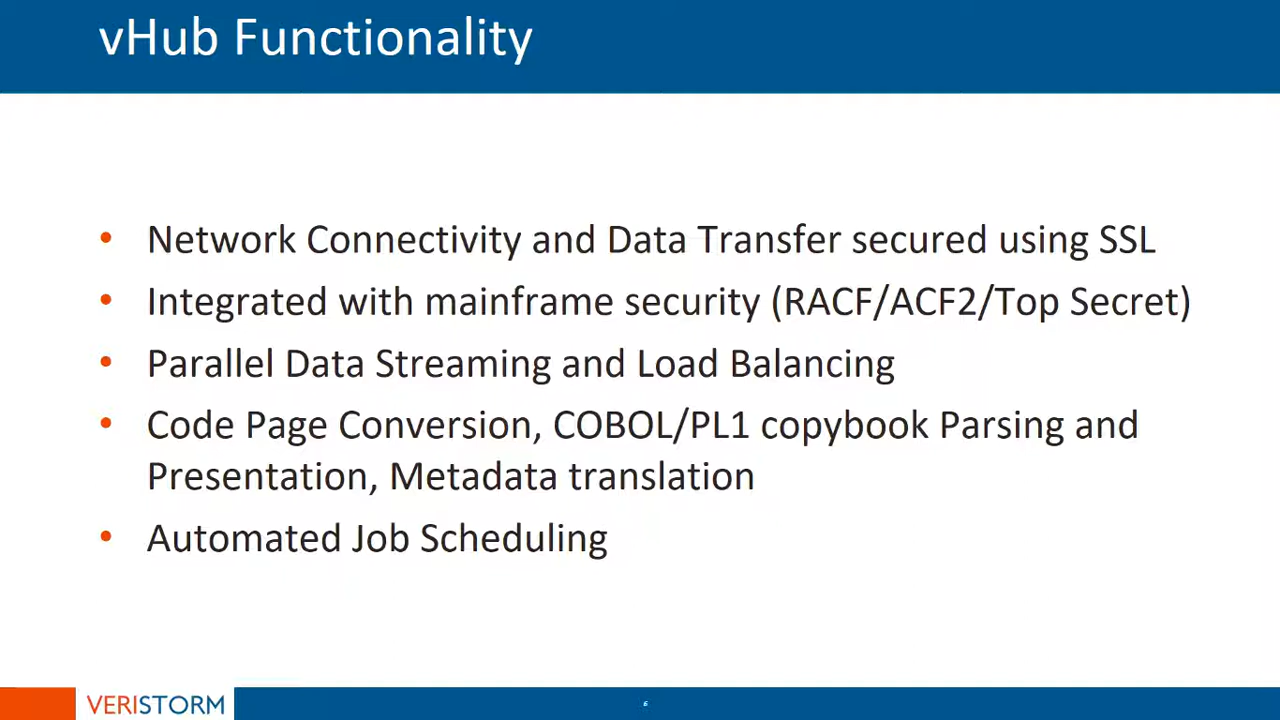 vHub Functionality
• Network Connectivity and Data Transfer secured using SSL
• Integrated with mainframe security (RACF/ACF2/Top Secret)
• Parallel Data Streaming and Load Balancing
• Code Page Conversion, COBOL/PL1 copybook Parsing and
Presentation, Metadata translation
• Automated Job Scheduling
VERISTORM
6